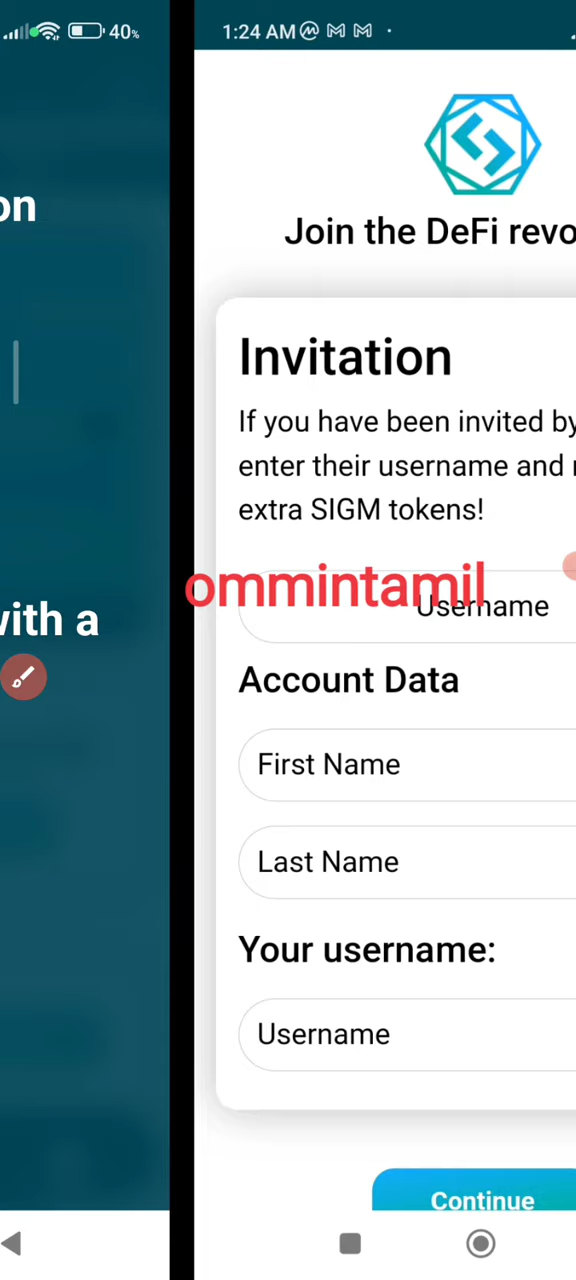 40%
on
with a
1:24 AM
Join the DeFi revo
Invitation
If you have been invited by
enter their username and
extra SIGM tokens!
ommintamil
Username
Account Data
First Name
Last Name
Your username:
Username
Continue